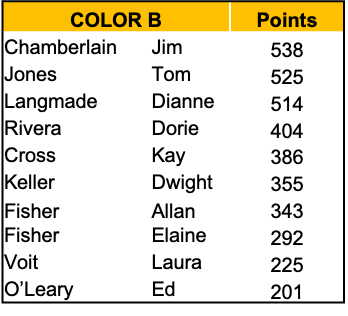 COLOR B Points
Chamberlain Jim 538
Jones Tom 525
Langmade Dianne 514
Rivera Dorie 404
Cross Kay 386
Keller Dwight 355
Fisher Allan 343
Fisher Elaine 292
Voit Laura 225
O’Leary Ed 201